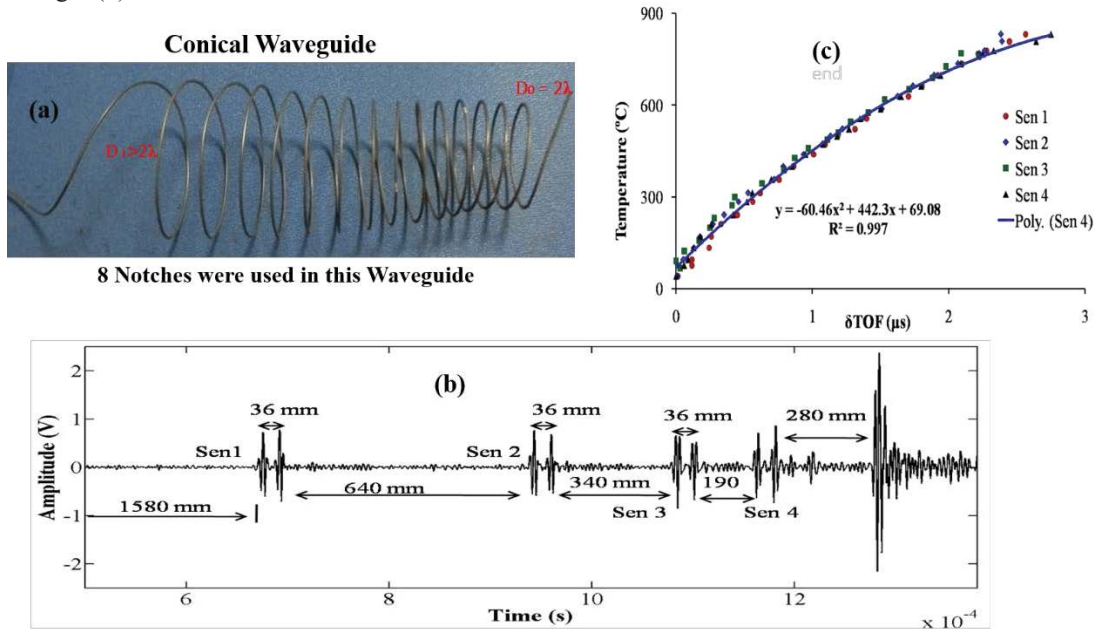 Conical Waveguide
(a)
D₀ = 2λ
D₁>2λ
8 Notches were used in this Waveguide
(c)
end
900
600
300
0
Temperature (°C)
Sen 1
Sen 2
Sen 3
Sen 4
Poly. (Sen 4)
y = -60.46x² + 442.3x + 69.08
R² = 0.997
0 1 2 3
δTOF (µs)
(b)
2
1
0
-1
-2
Amplitude (V)
36 mm
36 mm
36 mm
280 mm
Sen1
Sen 2
Sen 3
Sen 4
640 mm
340 mm
190
1580 mm
6 8 10 12
Time (s)
x 10⁻⁴